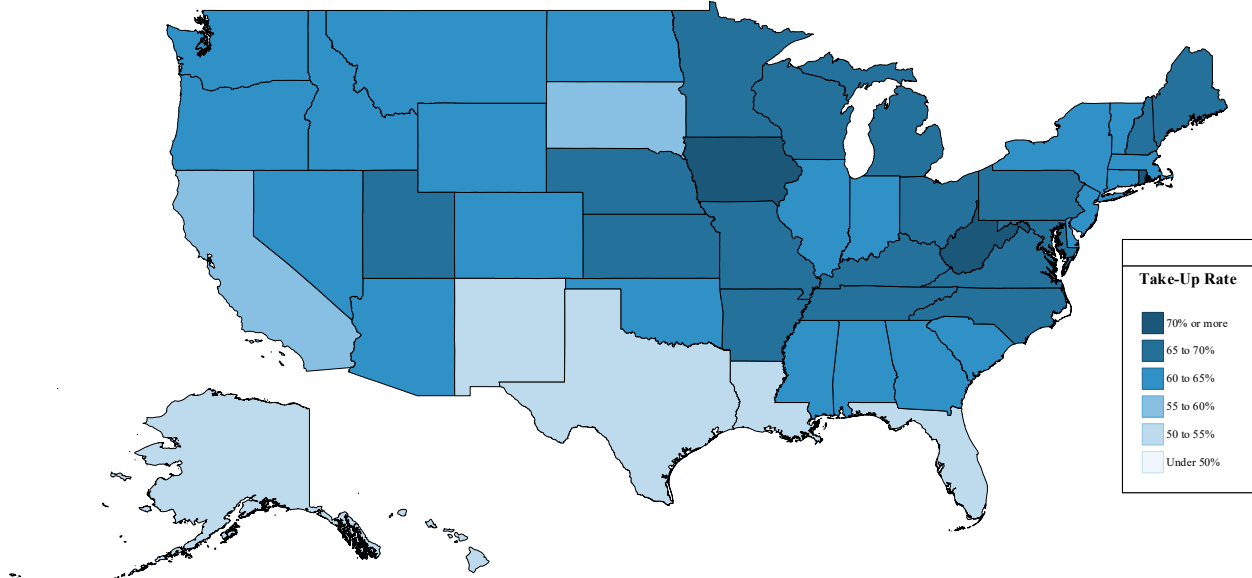 Take-Up Rate
70% or more
65 to 70%
60 to 65%
55 to 60%
50 to 55%
Under 50%